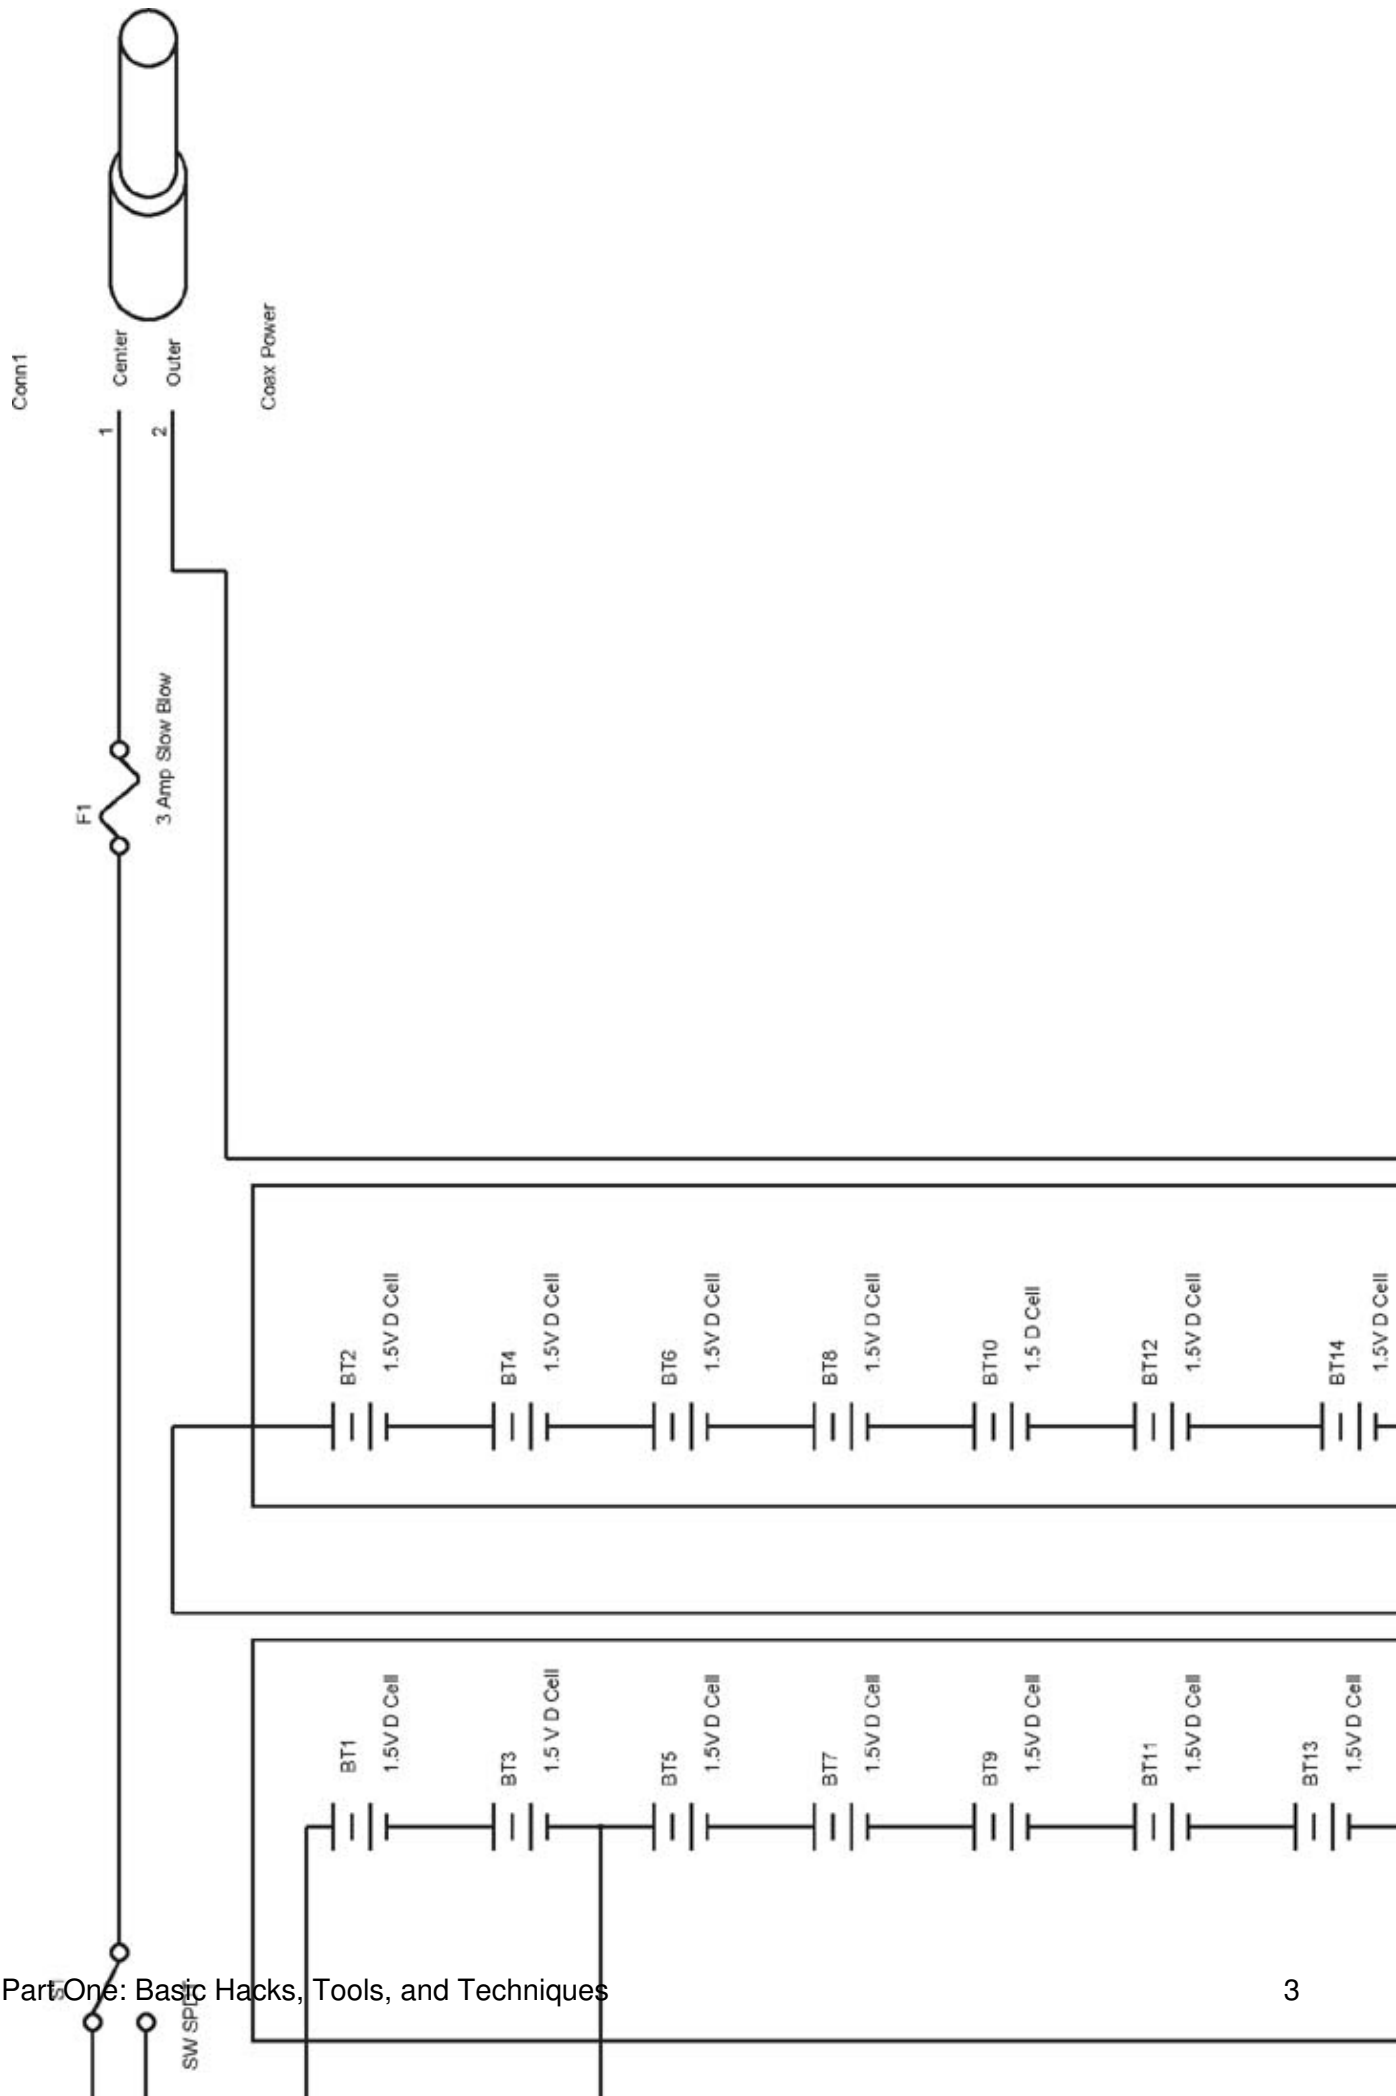 Conn1
Center
Outer
Coax Power
1
2
F1
3 Amp Slow Blow
BT2
1.5V D Cell
BT4
1.5V D Cell
BT6
1.5V D Cell
BT8
1.5V D Cell
BT10
1.5 D Cell
BT12
1.5V D Cell
BT14
1.5V D Cell
BT1
1.5V D Cell
BT3
1.5 V D Cell
BT5
1.5V D Cell
BT7
1.5V D Cell
BT9
1.5V D Cell
BT11
1.5V D Cell
BT13
1.5V D Cell
S1
SW SPDT
Part One: Basic Hacks, Tools, and Techniques
3